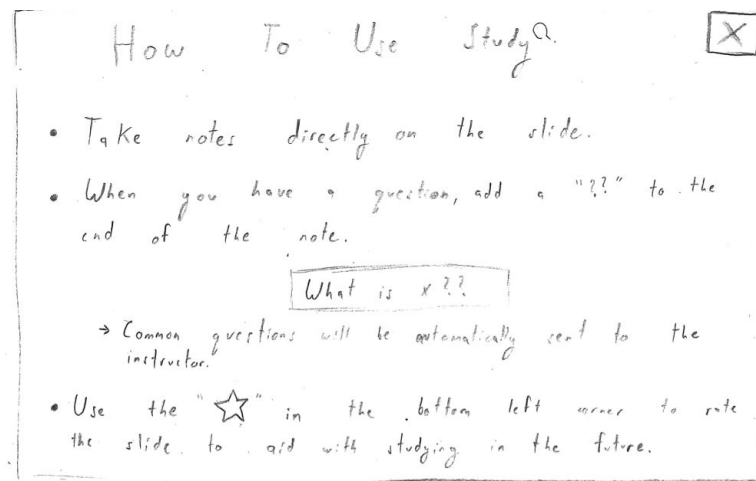 How To Use StudyQ.
X
• Take notes directly on the slide.
• When you have a question, add a "??" to the
end of the note.
What is x??
→ Common questions will be automatically sent to the
instructor.
• Use the "☆" in the bottom left corner to rate
the slide to aid with studying in the future.